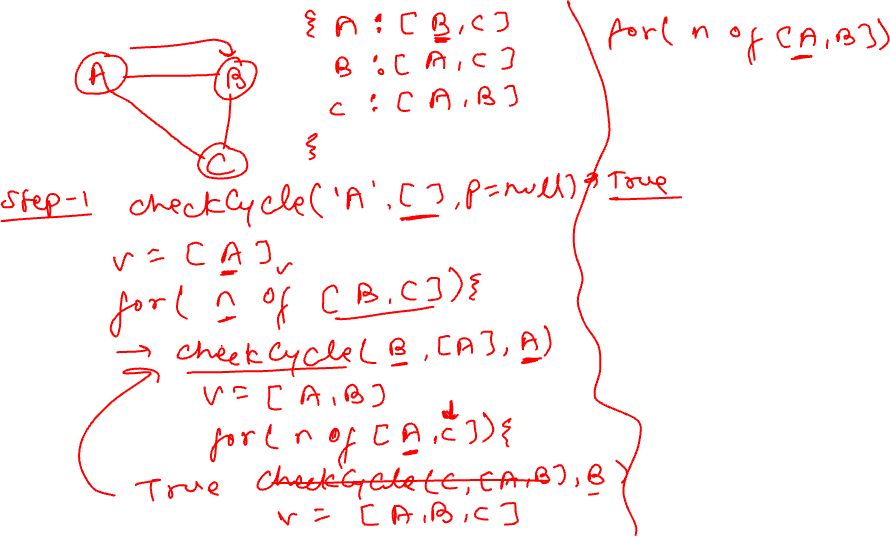 A
B
C
{ A : [ B, C ]
B : [ A, C ]
C : [ A, B ]
{
Step-1 checkCycle('A', [ ], P=null) → True
v = [ A ]
for( n of [ B, C ]){
→ checkCycle( B, [A], A)
v = [ A, B ]
for( n of [ A, C ]){
True checkCycle(C, [A,B], B)
v = [ A, B, C ]
for( n of [A, B])